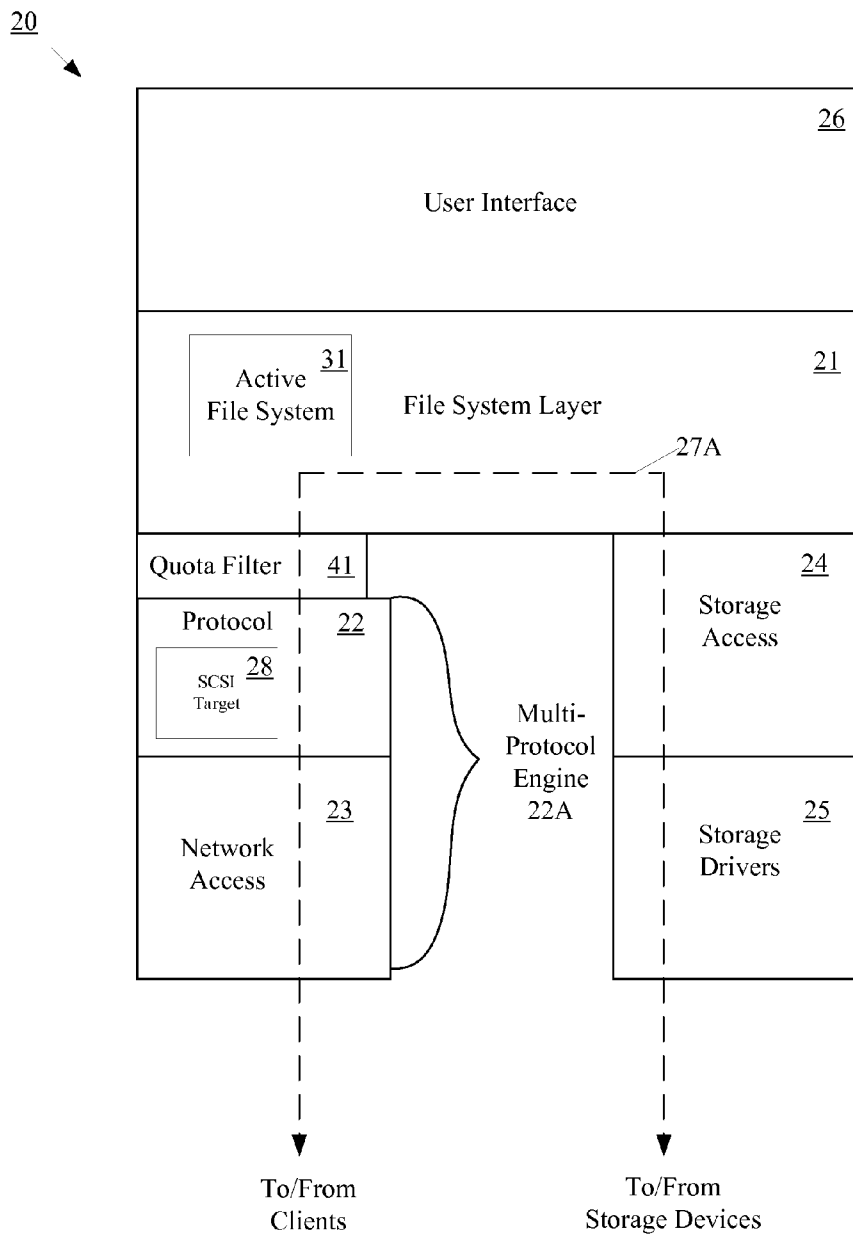 20
26
User Interface
31
Active
File System
21
File System Layer
27A
Quota Filter
41
24
Storage
Access
Protocol
22
28
SCSI
Target
Multi-
Protocol
Engine
22A
23
Network
Access
25
Storage
Drivers
To/From
Clients
To/From
Storage Devices